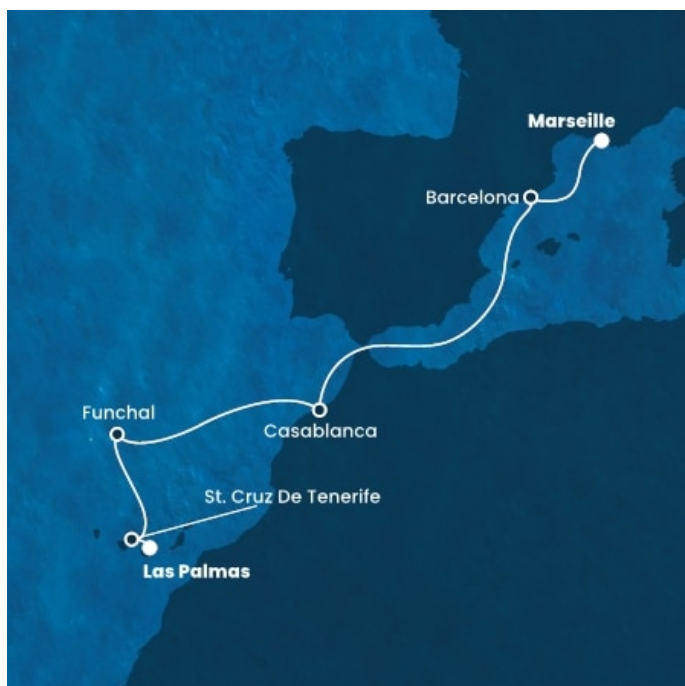 Marseille
Barcelona
Funchal
Casablanca
St. Cruz De Tenerife
Las Palmas